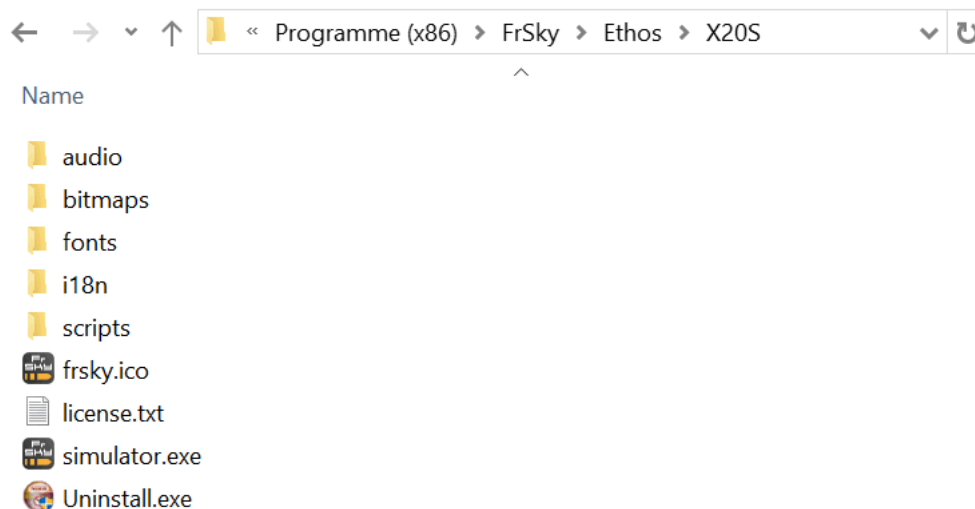 « Programme (x86) > FrSky > Ethos > X20S
Name
audio
bitmaps
fonts
i18n
scripts
frsky.ico
license.txt
simulator.exe
Uninstall.exe